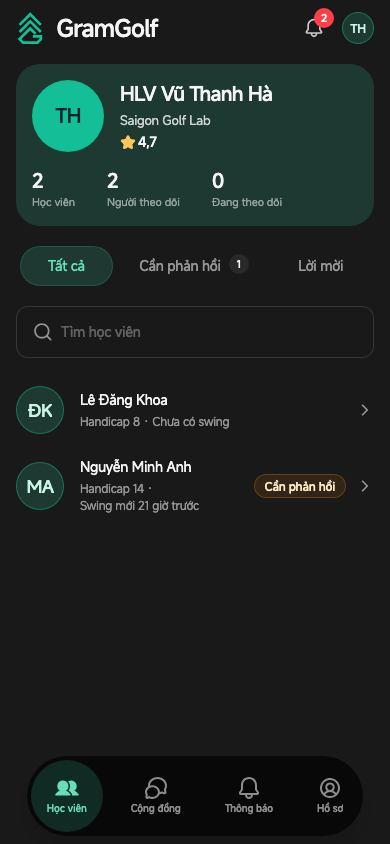 GramGolf
2
TH
TH
HLV Vũ Thanh Hà
Saigon Golf Lab
4,7
2
2
0
Học viên
Người theo dõi
Đang theo dõi
Tất cả
Cần phản hồi 1
Lời mời
Tìm học viên
ĐK
Lê Đăng Khoa
Handicap 8 · Chưa có swing
MA
Nguyễn Minh Anh
Handicap 14 ·
Swing mới 21 giờ trước
Cần phản hồi
Học viên
Cộng đồng
Thông báo
Hồ sơ